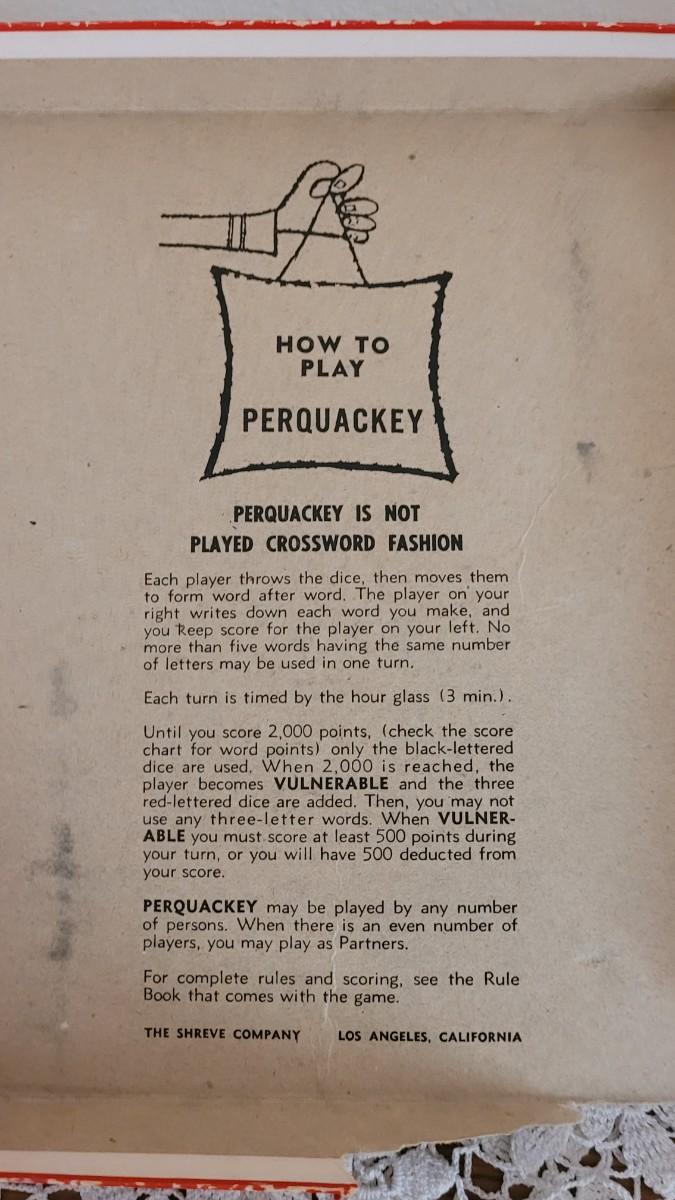 HOW TO
PLAY
PERQUACKEY
PERQUACKEY IS NOT
PLAYED CROSSWORD FASHION
Each player throws the dice, then moves them
to form word after word. The player on your
right writes down each word you make, and
you keep score for the player on your left. No
more than five words having the same number
of letters may be used in one turn.
Each turn is timed by the hour glass (3 min.).
Until you score 2,000 points, (check the score
chart for word points) only the black-lettered
dice are used. When 2,000 is reached, the
player becomes VULNERABLE and the three
red-lettered dice are added. Then, you may not
use any three-letter words. When VULNER-
ABLE you must score at least 500 points during
your turn, or you will have 500 deducted from
your score.
PERQUACKEY may be played by any number
of persons. When there is an even number of
players, you may play as Partners.
For complete rules and scoring, see the Rule
Book that comes with the game.
THE SHREVE COMPANY LOS ANGELES, CALIFORNIA